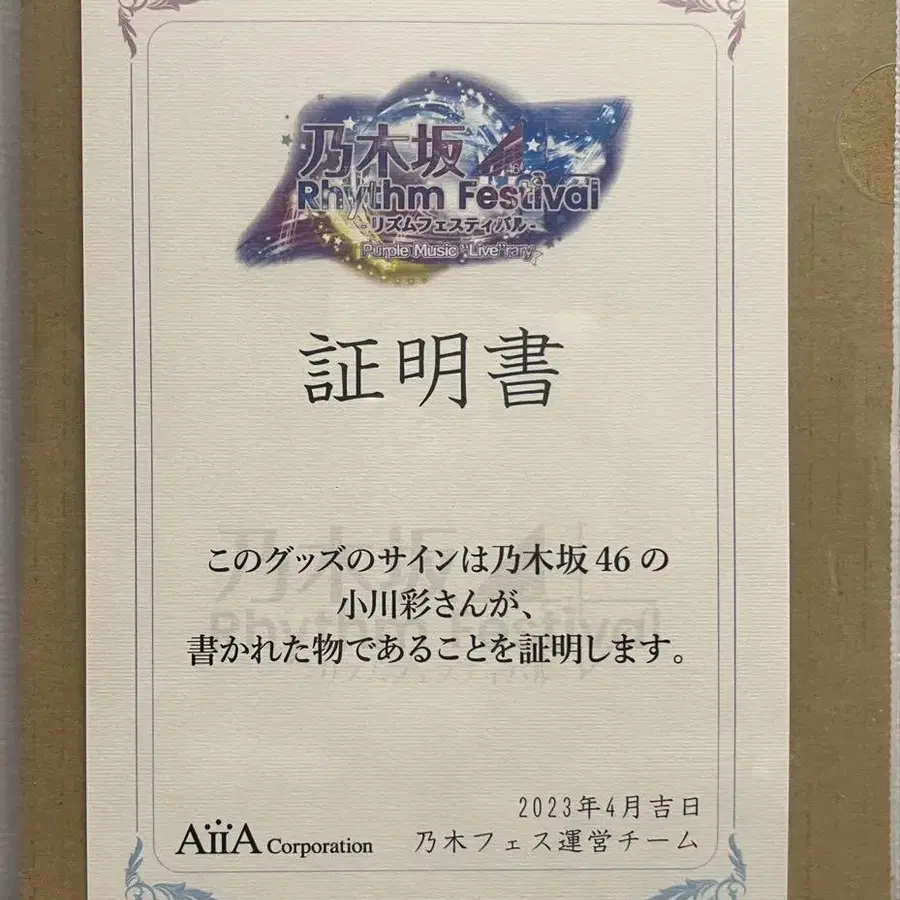 乃木坂46
Rhythm Festival
-リズムフェスティバル-
Purple Music "Live"rary
証明書
このグッズのサインは乃木坂46の
小川彩さんが、
書かれた物であることを証明します。
2023年4月吉日
AiiA Corporation
乃木フェス運営チーム